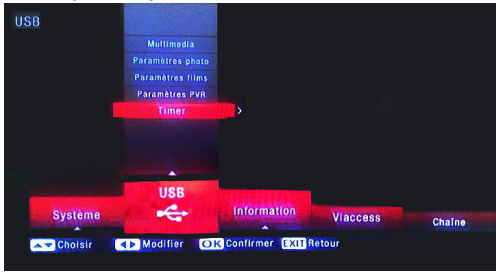 USB
Multimedia
Paramètres photo
Paramètres films
Paramètres PVR
Timer
Système
USB
Information
Viaccess
Chaîne
Choisir Modifier OK Confirmer EXIT Retour